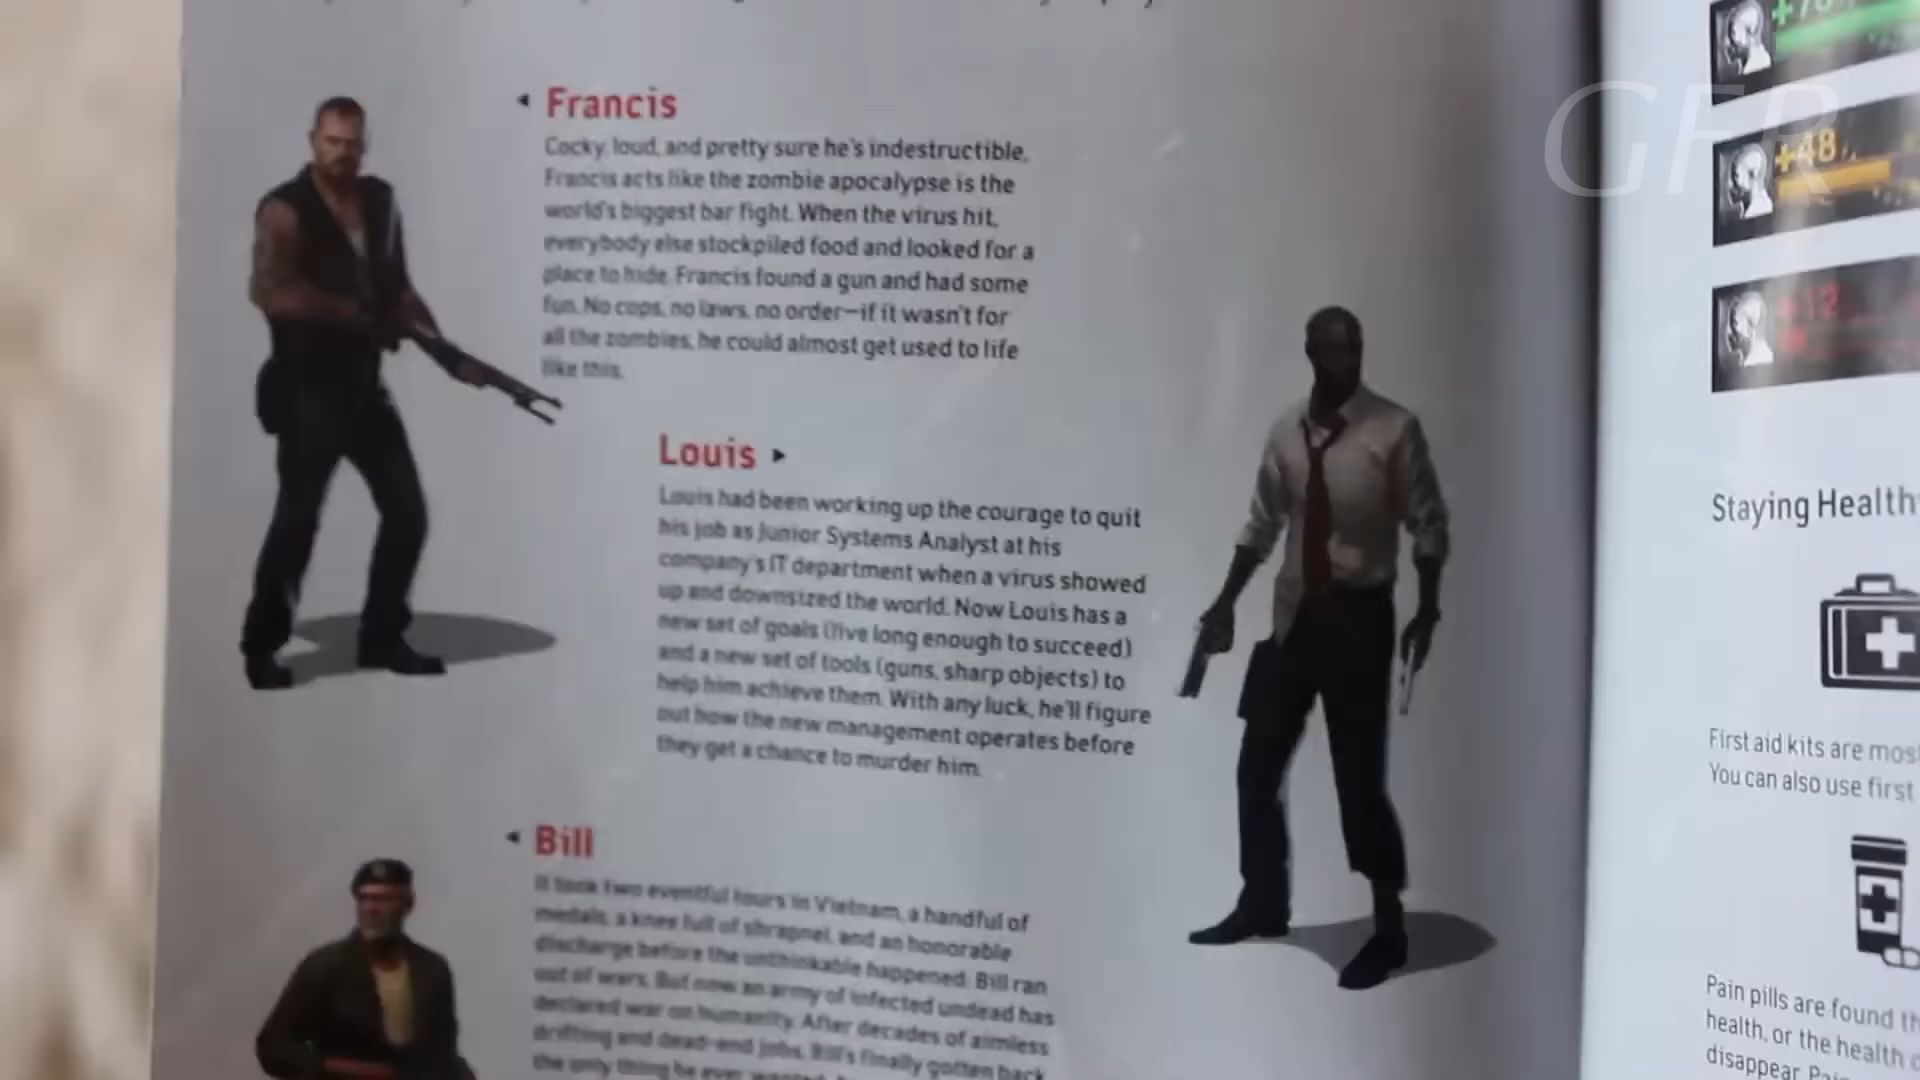 Francis
Cocky, loud, and pretty sure he's indestructible,
Francis acts like the zombie apocalypse is the
world's biggest bar fight. When the virus hit,
everybody else stockpiled food and looked for a
place to hide. Francis found a gun and had some
fun. No cops, no laws, no order—if it wasn't for
all the zombies, he could almost get used to life
like this.
Louis
Louis had been working up the courage to quit
his job as Junior Systems Analyst at his
company's IT department when a virus showed
up and downsized the world. Now Louis has a
new set of goals (live long enough to succeed)
and a new set of tools (guns, sharp objects) to
help him achieve them. With any luck, he'll figure
out how the new management operates before
they get a chance to murder him.
Bill
It took two eventful tours in Vietnam, a handful of
medals, a knee full of shrapnel, and an honorable
discharge before the unthinkable happened: Bill ran
out of wars. But now an army of infected undead has
declared war on humanity. After decades of aimless
drifting and dead-end jobs, Bill's finally gotten back
the only thing he ever wanted:
GFR
+48
+12
Staying Health
First aid kits are mos
You can also use first
Pain pills are found th
health, or the health
disappear.